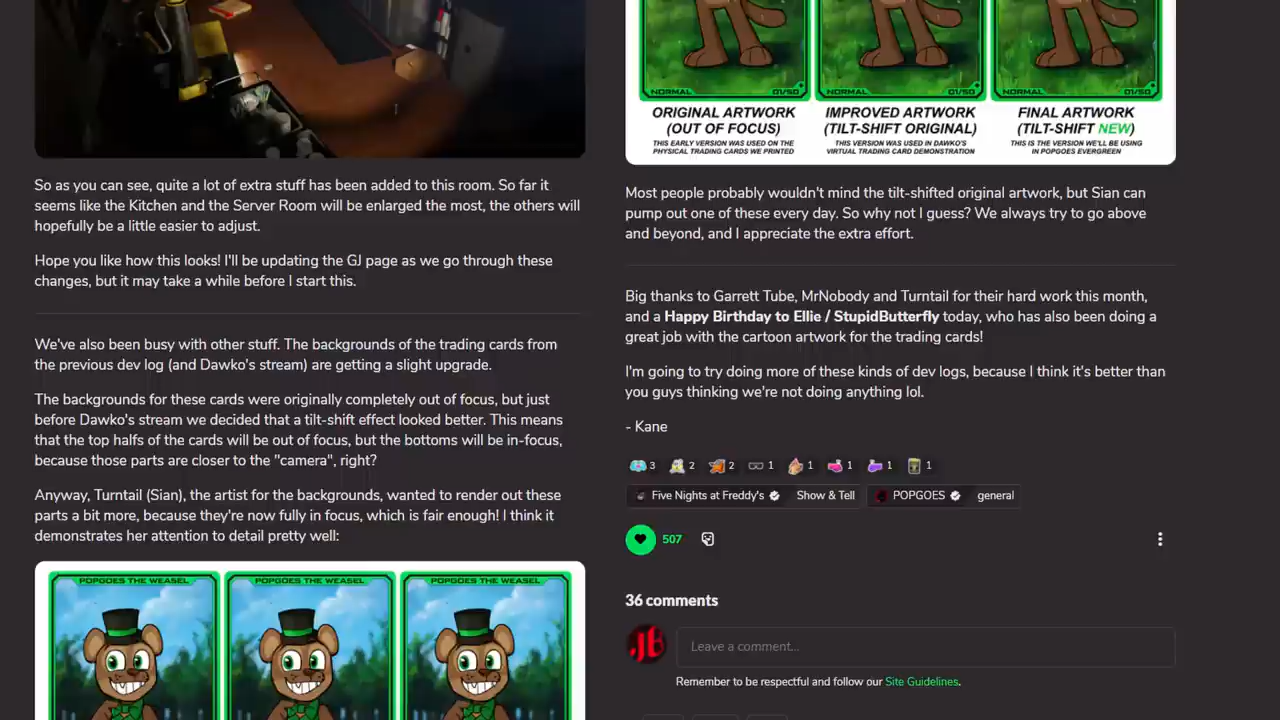 So as you can see, quite a lot of extra stuff has been added to this room. So far it
seems like the Kitchen and the Server Room will be enlarged the most, the others will
hopefully be a little easier to adjust.
Hope you like how this looks! I'll be updating the GJ page as we go through these
changes, but it may take a while before I start this.
We've also been busy with other stuff. The backgrounds of the trading cards from
the previous dev log (and Dawko's stream) are getting a slight upgrade.
The backgrounds for these cards were originally completely out of focus, but just
before Dawko's stream we decided that a tilt-shift effect looked better. This means
that the top halfs of the cards will be out of focus, but the bottoms will be in-focus,
because those parts are closer to the "camera", right?
Anyway, Turntail (Sian), the artist for the backgrounds, wanted to render out these
parts a bit more, because they're now fully in focus, which is fair enough! I think it
demonstrates her attention to detail pretty well:
POPGOES THE WEASEL POPGOES THE WEASEL POPGOES THE WEASEL
NORMAL 01/50 NORMAL 01/50 NORMAL 01/50
ORIGINAL ARTWORK IMPROVED ARTWORK FINAL ARTWORK
(OUT OF FOCUS) (TILT-SHIFT ORIGINAL) (TILT-SHIFT NEW)
THIS EARLY VERSION WAS USED ON THE THIS VERSION WAS USED IN DAWKO'S THIS IS THE VERSION WE'LL BE USING
PHYSICAL TRADING CARDS WE PRINTED VIRTUAL TRADING CARD DEMONSTRATION IN POPGOES EVERGREEN
Most people probably wouldn't mind the tilt-shifted original artwork, but Sian can
pump out one of these every day. So why not I guess? We always try to go above
and beyond, and I appreciate the extra effort.
Big thanks to Garrett Tube, MrNobody and Turntail for their hard work this month,
and a Happy Birthday to Ellie / StupidButterfly today, who has also been doing a
great job with the cartoon artwork for the trading cards!
I'm going to try doing more of these kinds of dev logs, because I think it's better than
you guys thinking we're not doing anything lol.
- Kane
3 2 2 1 1 1 1 1
Five Nights at Freddy's Show & Tell POPGOES general
507
36 comments
JB Leave a comment...
Remember to be respectful and follow our Site Guidelines.